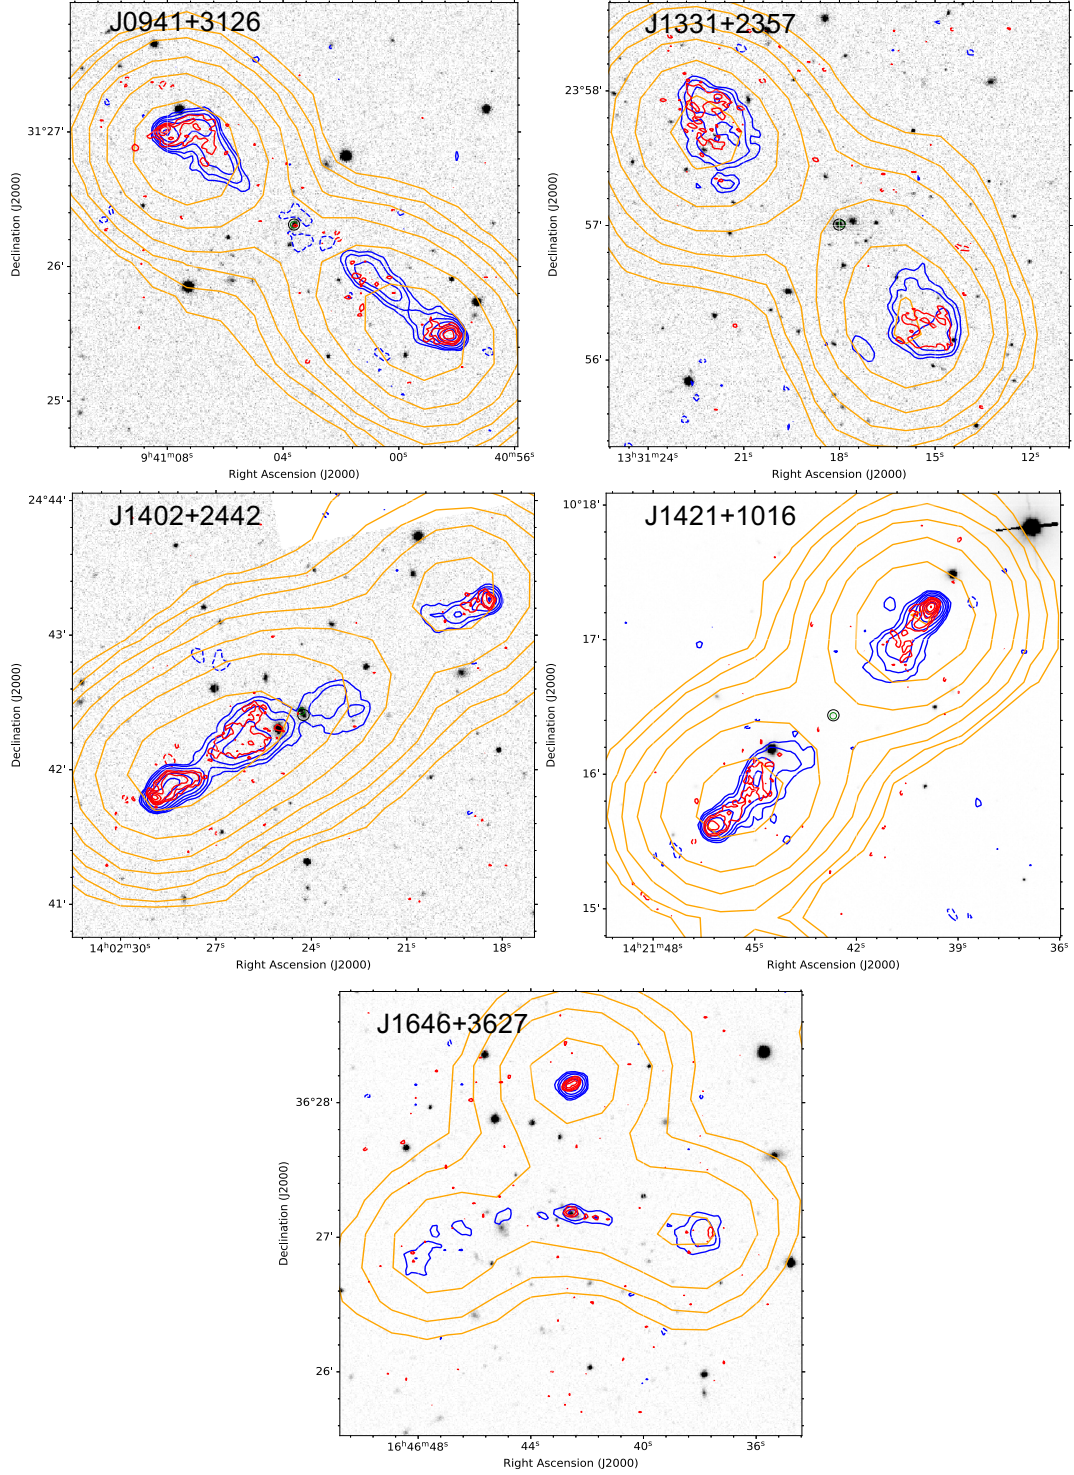 J0941+3126
31°27'
26'
25'
9ʰ41ᵐ08ˢ
04ˢ
00ˢ
40ᵐ56ˢ
Right Ascension (J2000)
Declination (J2000)
J1331+2357
23°58'
57'
56'
13ʰ31ᵐ24ˢ
21ˢ
18ˢ
15ˢ
12ˢ
Right Ascension (J2000)
Declination (J2000)
J1402+2442
24°44'
43'
42'
41'
14ʰ02ᵐ30ˢ
27ˢ
24ˢ
21ˢ
18ˢ
Right Ascension (J2000)
Declination (J2000)
J1421+1016
10°18'
17'
16'
15'
14ʰ21ᵐ48ˢ
45ˢ
42ˢ
39ˢ
36ˢ
Right Ascension (J2000)
Declination (J2000)
J1646+3627
36°28'
27'
26'
16ʰ46ᵐ48ˢ
44ˢ
40ˢ
36ˢ
Right Ascension (J2000)
Declination (J2000)